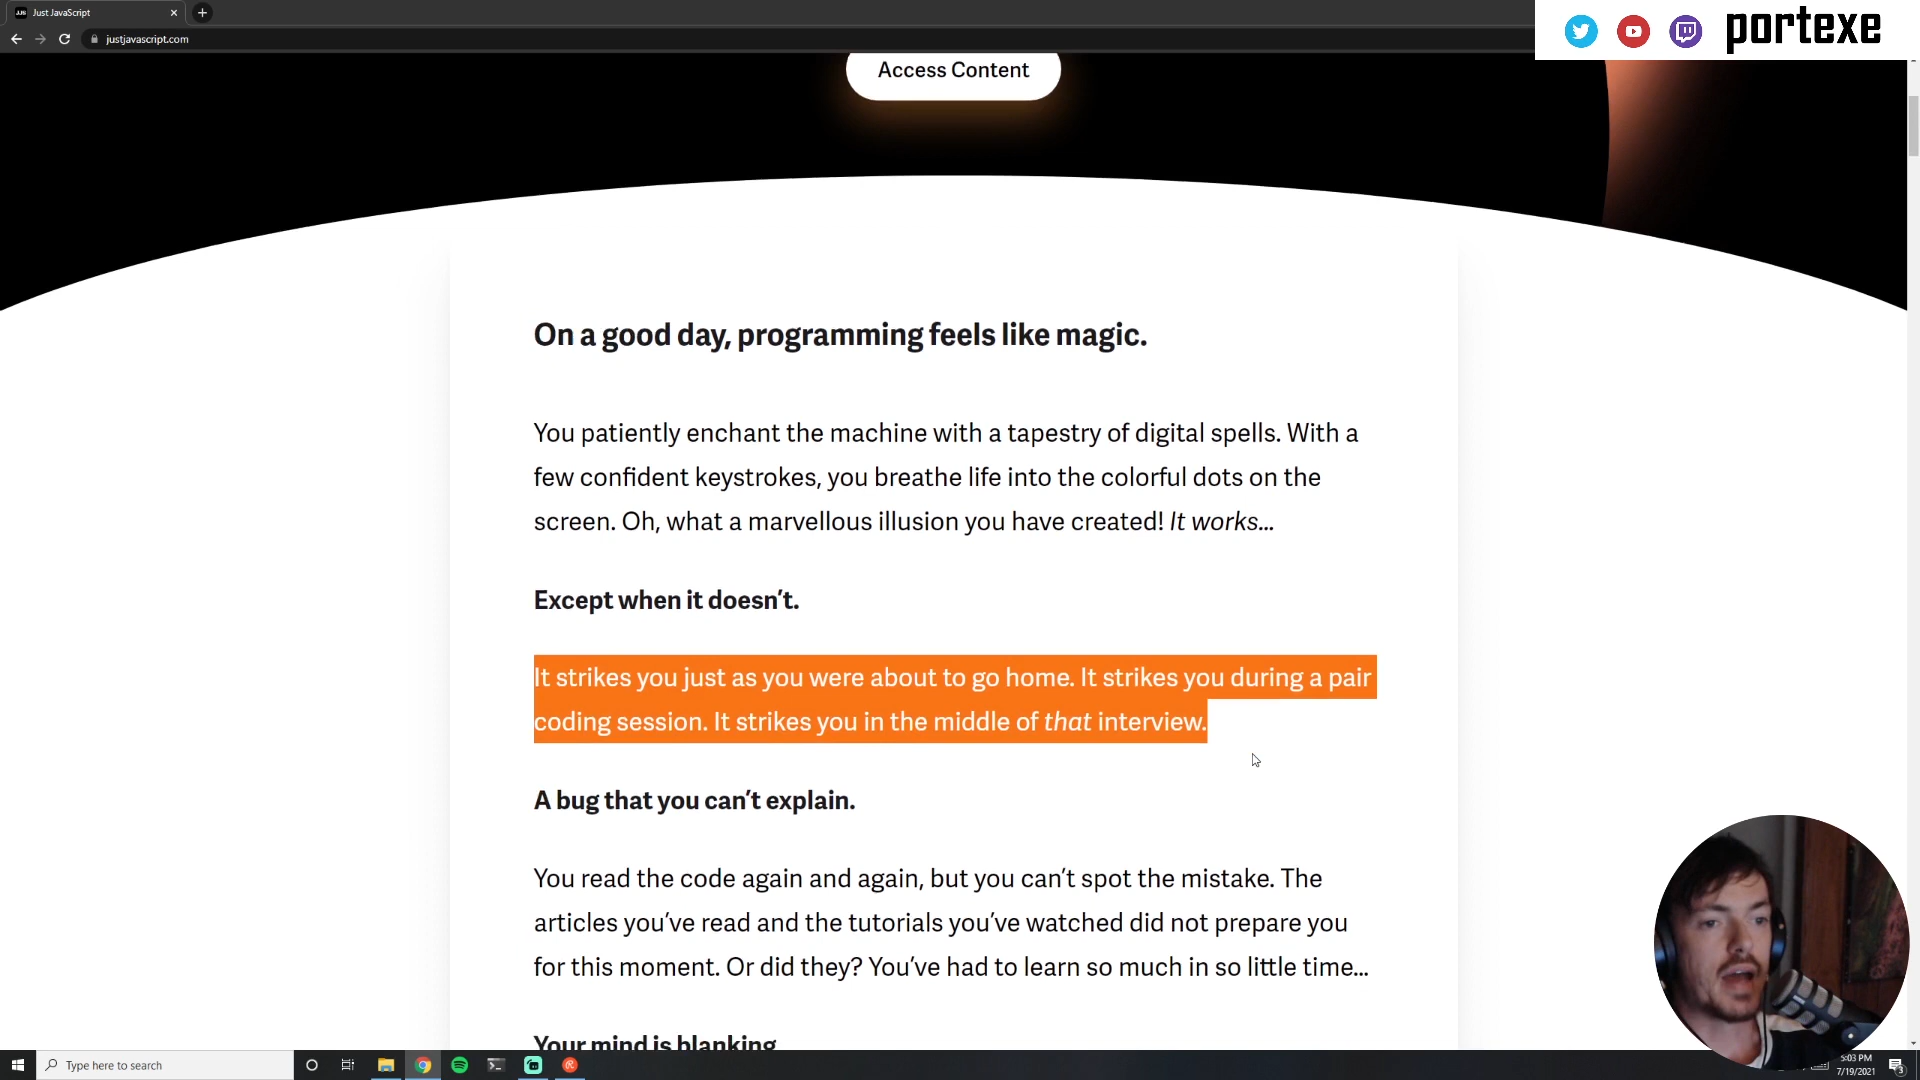 JJS Just JavaScript
justjavascript.com
portexe
Access Content
On a good day, programming feels like magic.
You patiently enchant the machine with a tapestry of digital spells. With a
few confident keystrokes, you breathe life into the colorful dots on the
screen. Oh, what a marvellous illusion you have created! It works...
Except when it doesn’t.
It strikes you just as you were about to go home. It strikes you during a pair
coding session. It strikes you in the middle of that interview.
A bug that you can’t explain.
You read the code again and again, but you can’t spot the mistake. The
articles you’ve read and the tutorials you’ve watched did not prepare you
for this moment. Or did they? You’ve had to learn so much in so little time...
Your mind is blanking
Type here to search
5:03 PM
7/19/2021
3